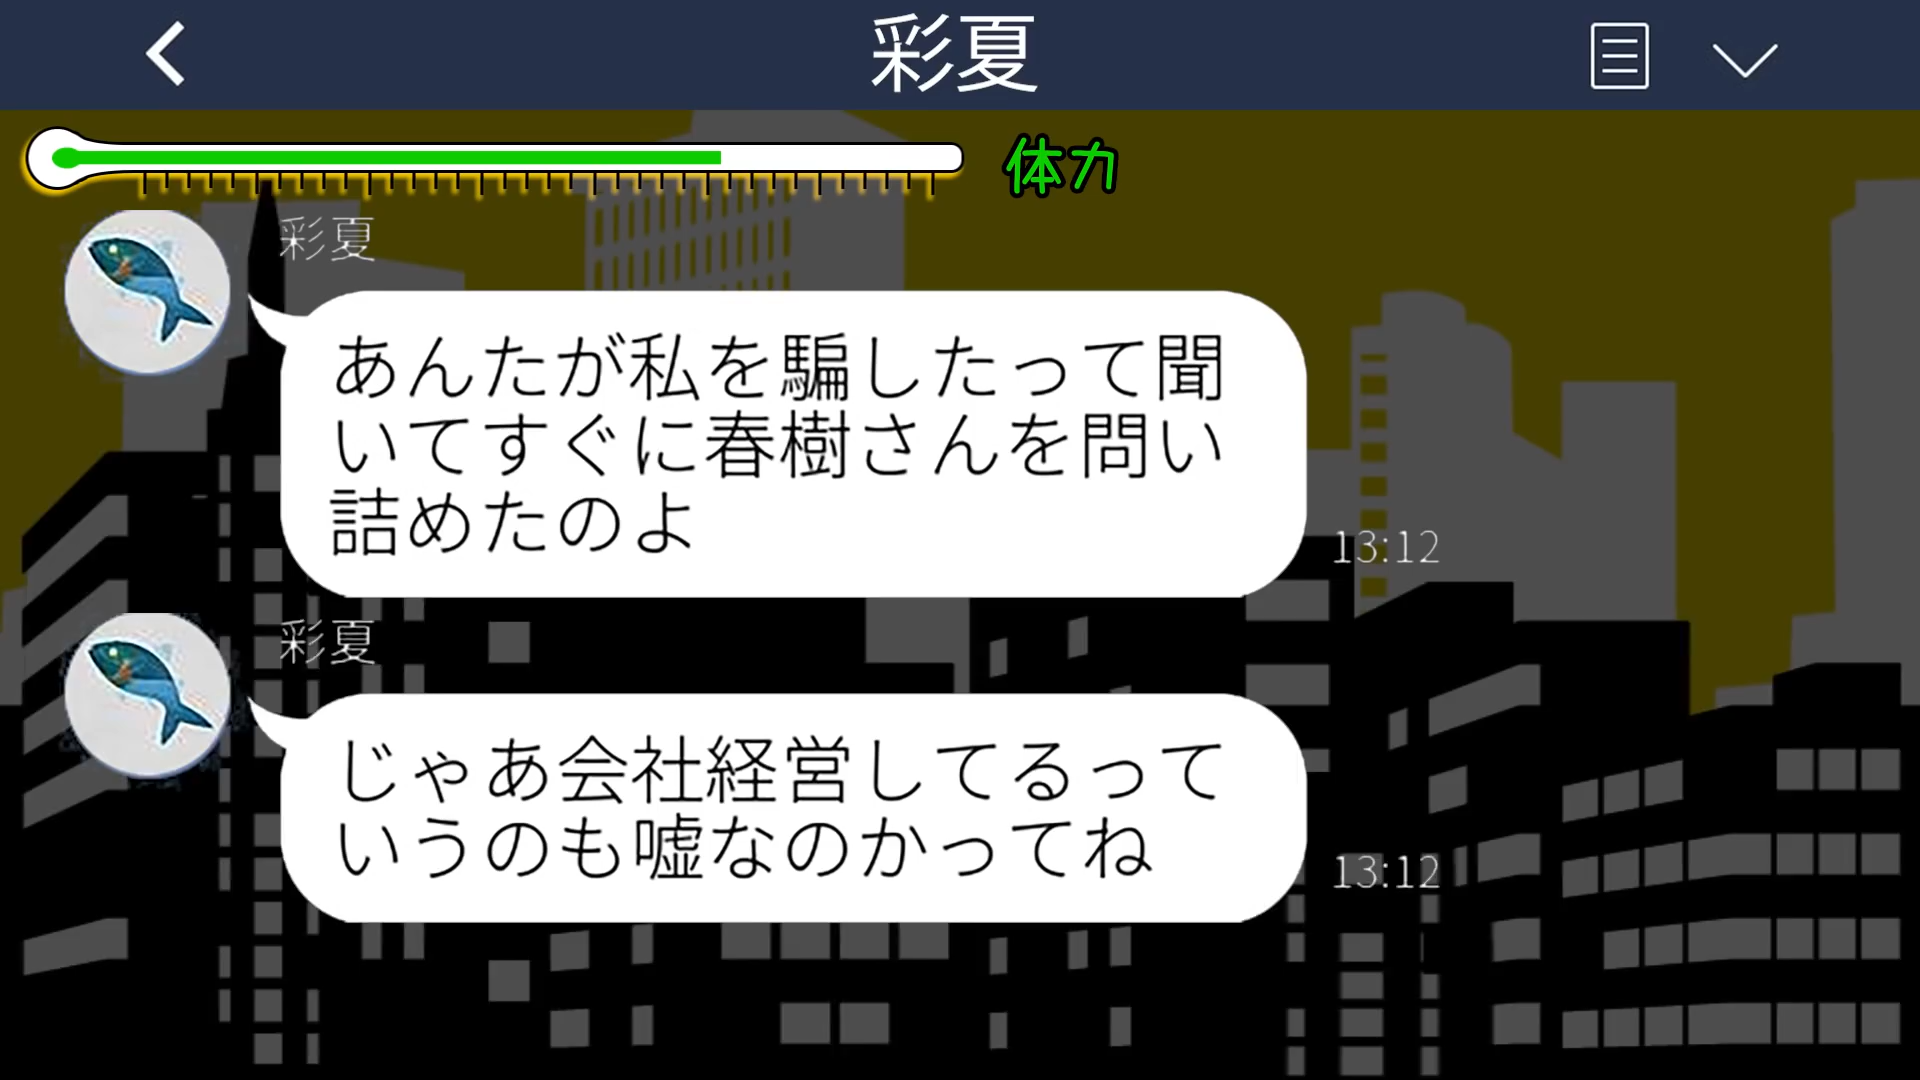 彩夏
体力
彩夏
あんたが私を騙したって聞
いてすぐに春樹さんを問い
詰めたのよ
13:12
彩夏
じゃあ会社経営してるって
いうのも嘘なのかってね
13:12